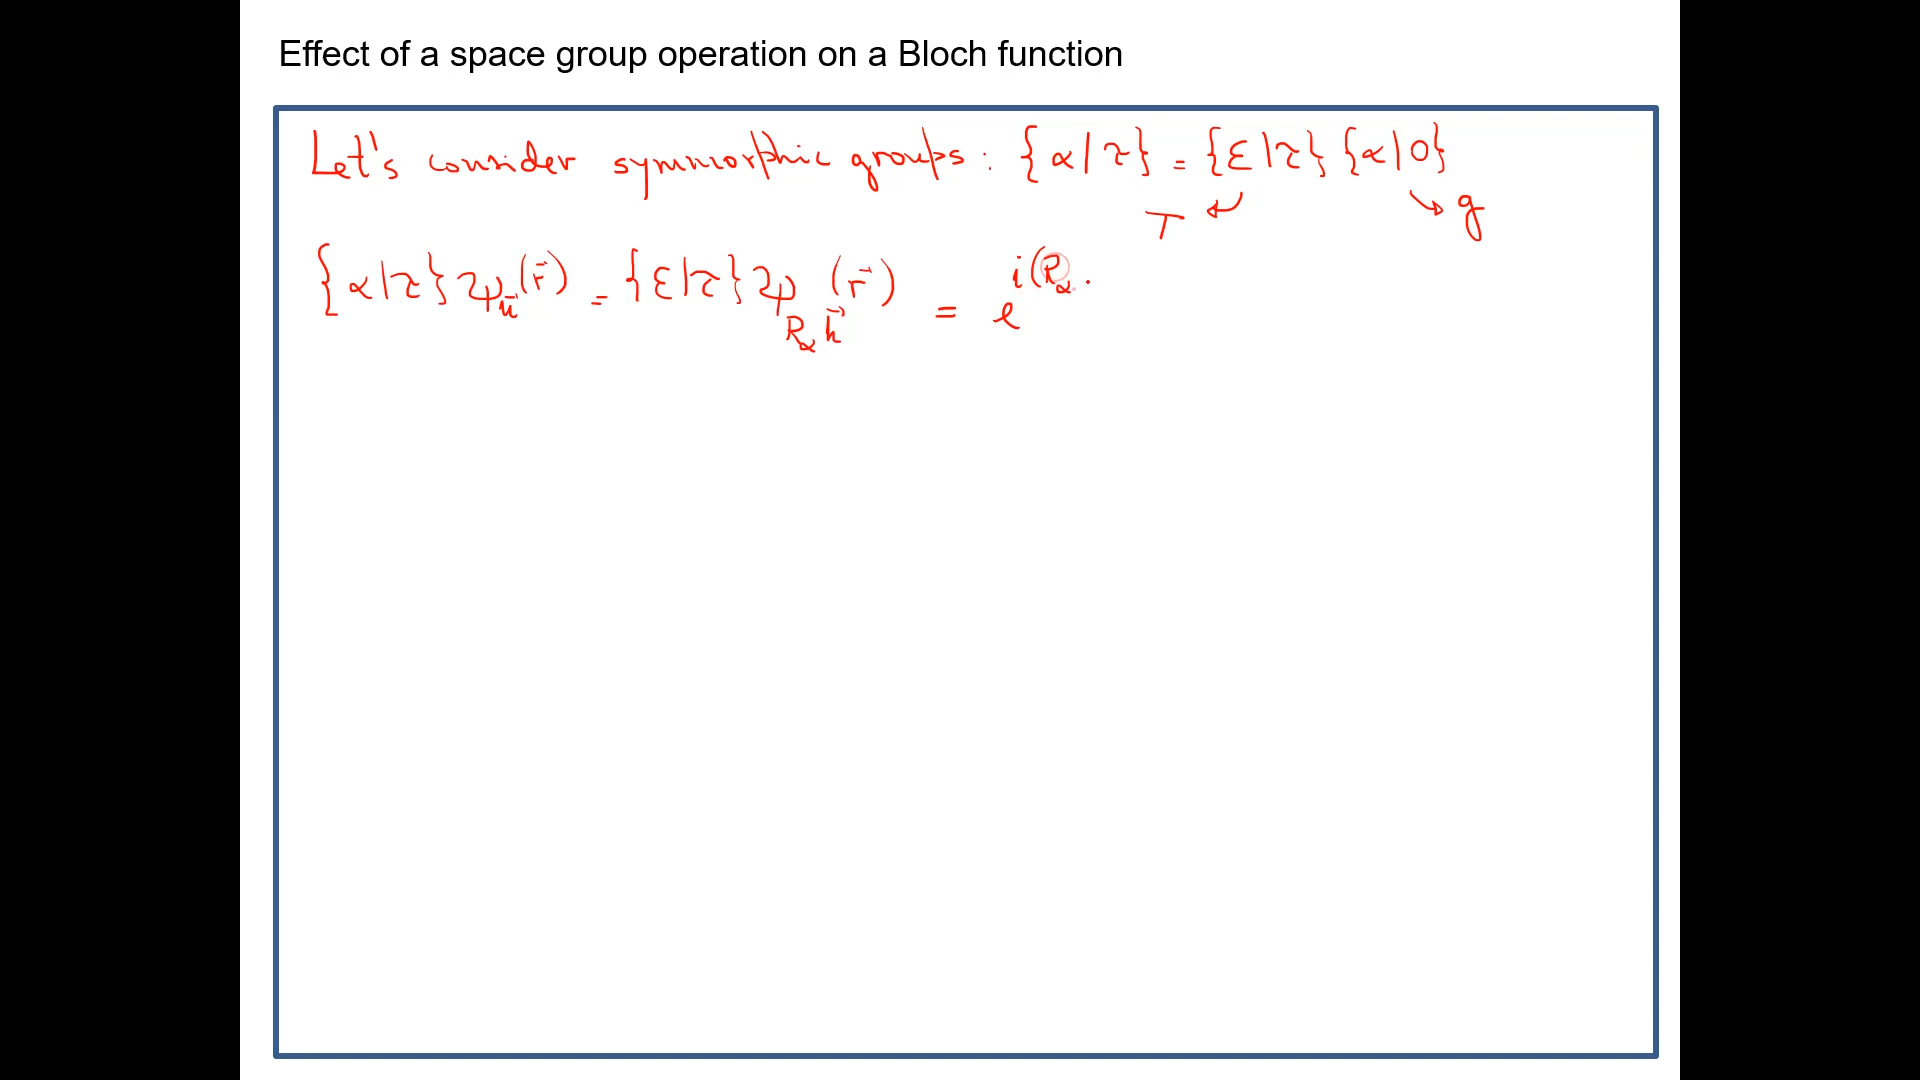 Effect of a space group operation on a Bloch function
Let's consider symmorphic groups: {α|τ} = {ε|τ} {α|0}
T ↵ ↘ g
{α|τ} ψ_k⃗ (r⃗) = {ε|τ} ψ_{R_α k⃗} (r⃗) = e^{i(R_α ·